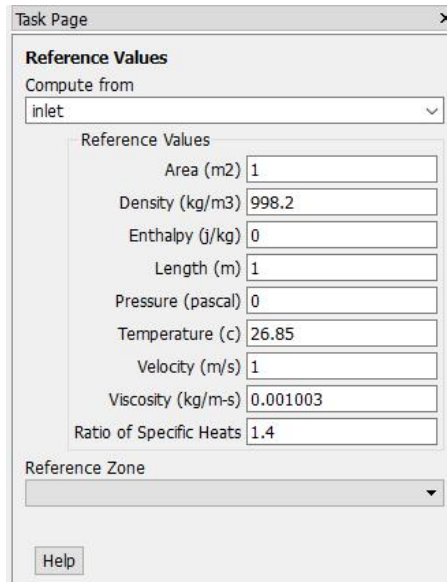 Task Page
Reference Values
Compute from
inlet
Reference Values
Area (m2) 1
Density (kg/m3) 998.2
Enthalpy (j/kg) 0
Length (m) 1
Pressure (pascal) 0
Temperature (c) 26.85
Velocity (m/s) 1
Viscosity (kg/m-s) 0.001003
Ratio of Specific Heats 1.4
Reference Zone
Help